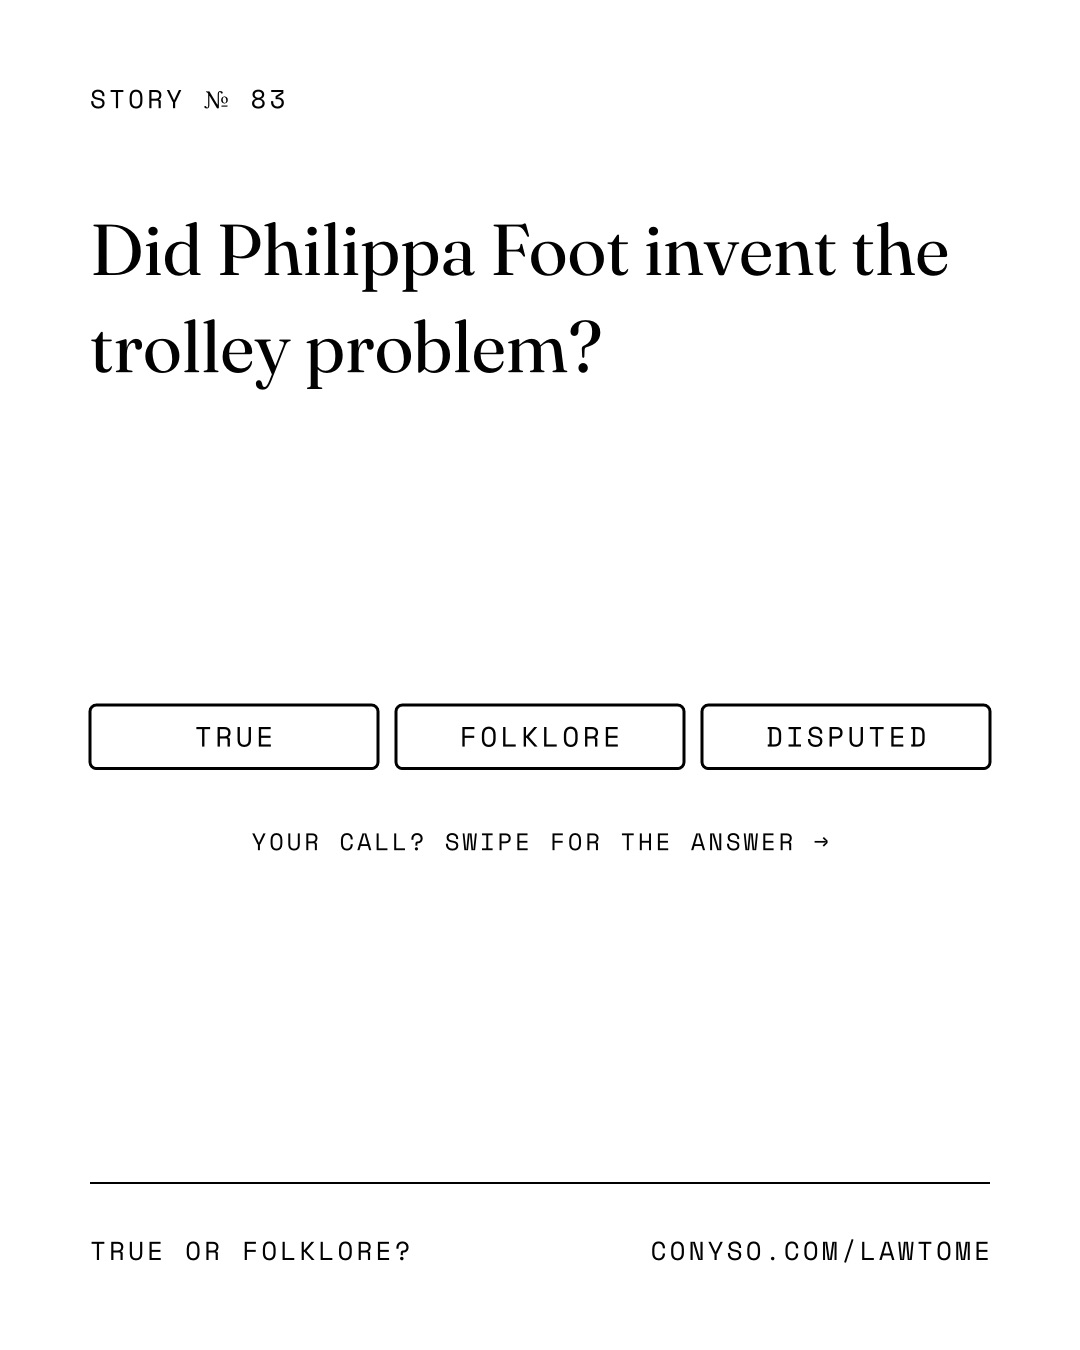 STORY № 83
Did Philippa Foot invent the
trolley problem?
TRUE
FOLKLORE
DISPUTED
YOUR CALL? SWIPE FOR THE ANSWER →
TRUE OR FOLKLORE?
CONYSO.COM/LAWTOME